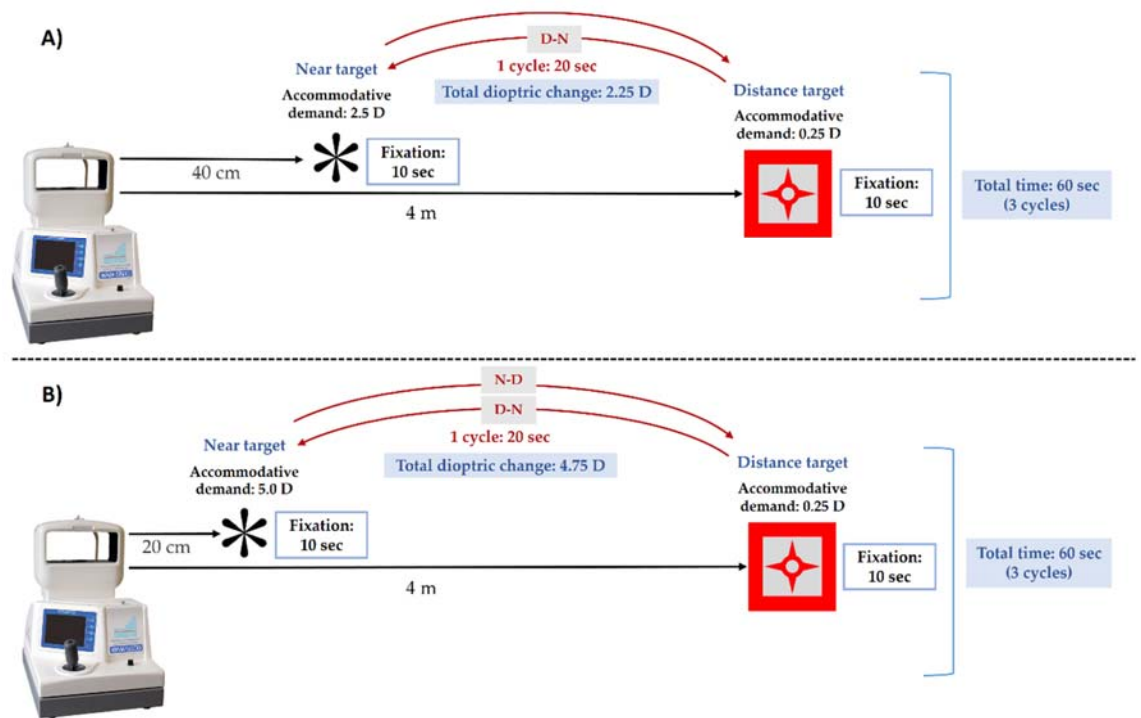 A)
D-N
1 cycle: 20 sec
Near target
Total dioptric change: 2.25 D
Distance target
Accommodative
demand: 2.5 D
Accommodative
demand: 0.25 D
Fixation:
10 sec
40 cm
Fixation:
10 sec
Total time: 60 sec
(3 cycles)
4 m
B)
N-D
D-N
1 cycle: 20 sec
Near target
Total dioptric change: 4.75 D
Distance target
Accommodative
demand: 5.0 D
Accommodative
demand: 0.25 D
Fixation:
10 sec
20 cm
Fixation:
10 sec
Total time: 60 sec
(3 cycles)
4 m